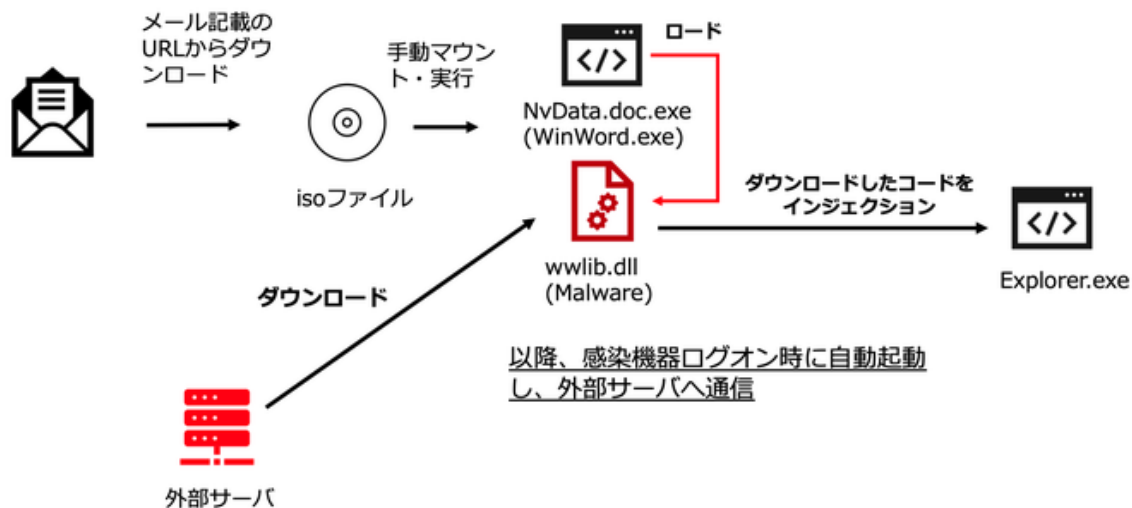 メール記載の
URLからダウ
ンロード
手動マウン
ト・実行
ロード
NvData.doc.exe
(WinWord.exe)
isoファイル
ダウンロードしたコードを
インジェクション
wwlib.dll
(Malware)
Explorer.exe
ダウンロード
以降、感染機器ログオン時に自動起動
し、外部サーバへ通信
外部サーバ